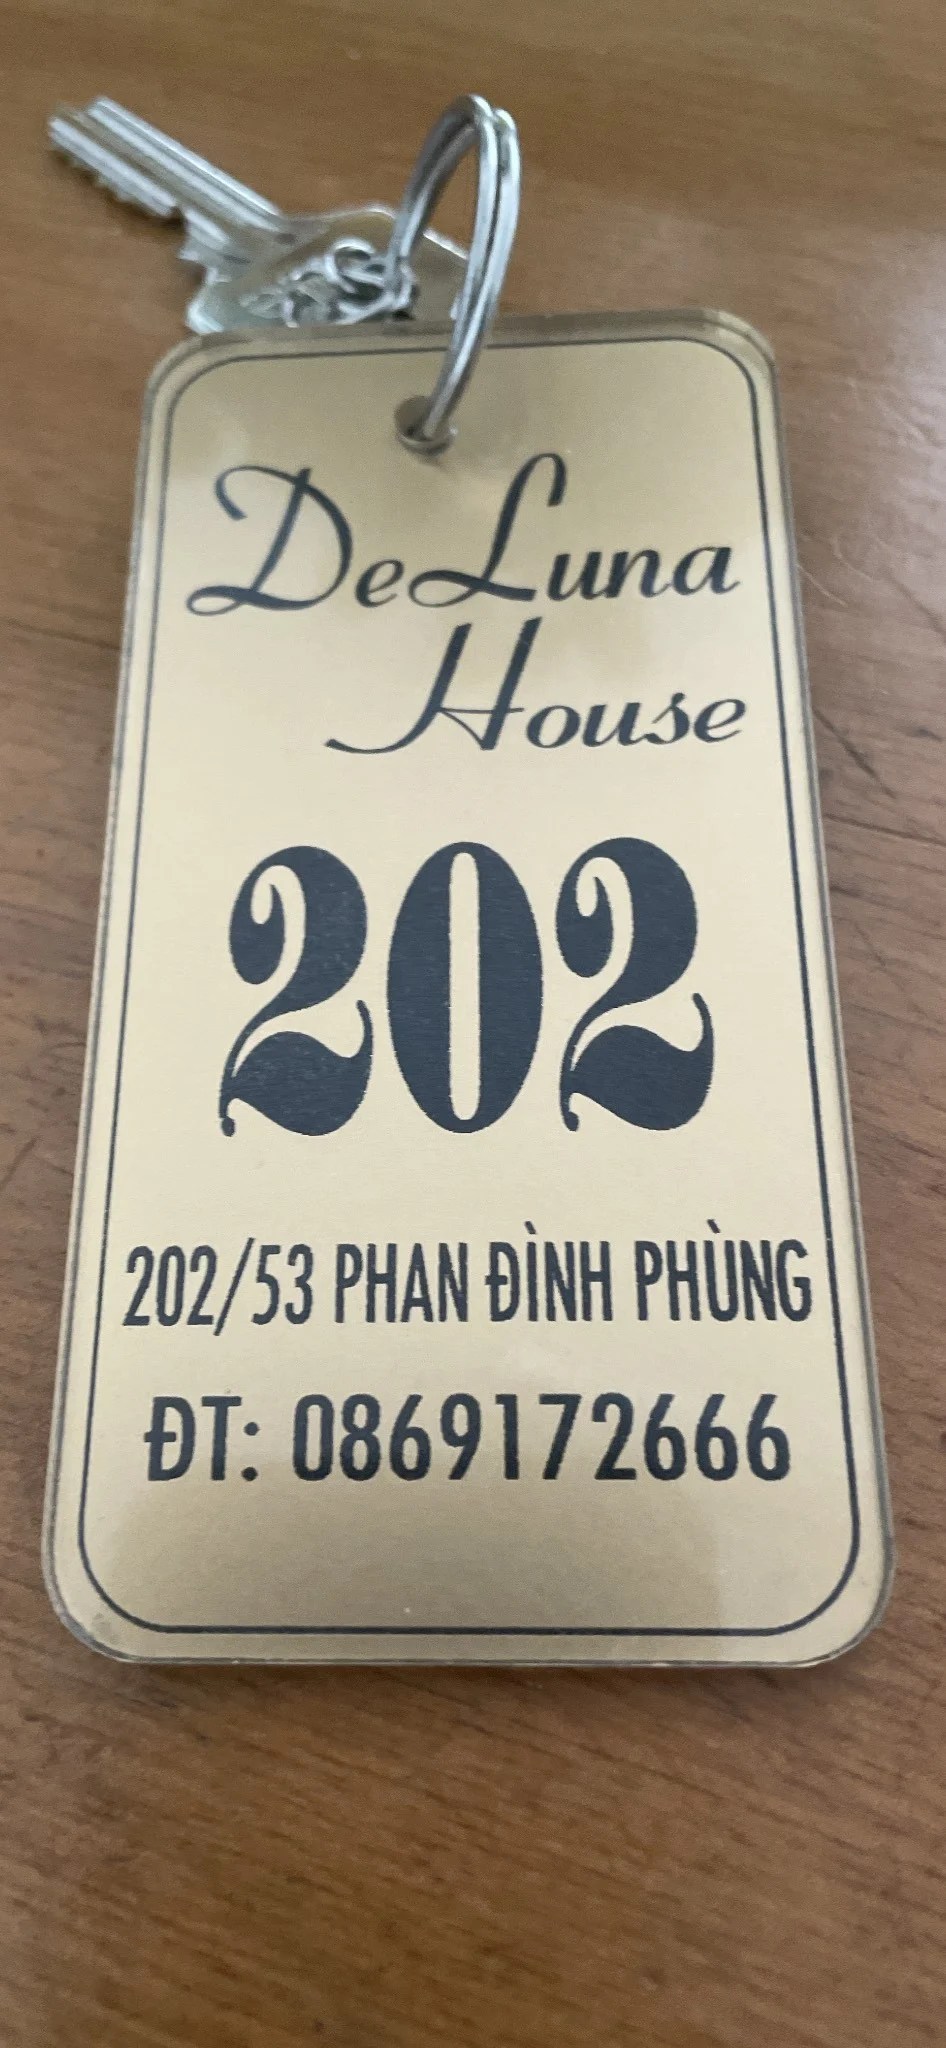 DeLuna
House
202
202/53 PHAN ĐÌNH PHÙNG
ĐT: 0869172666